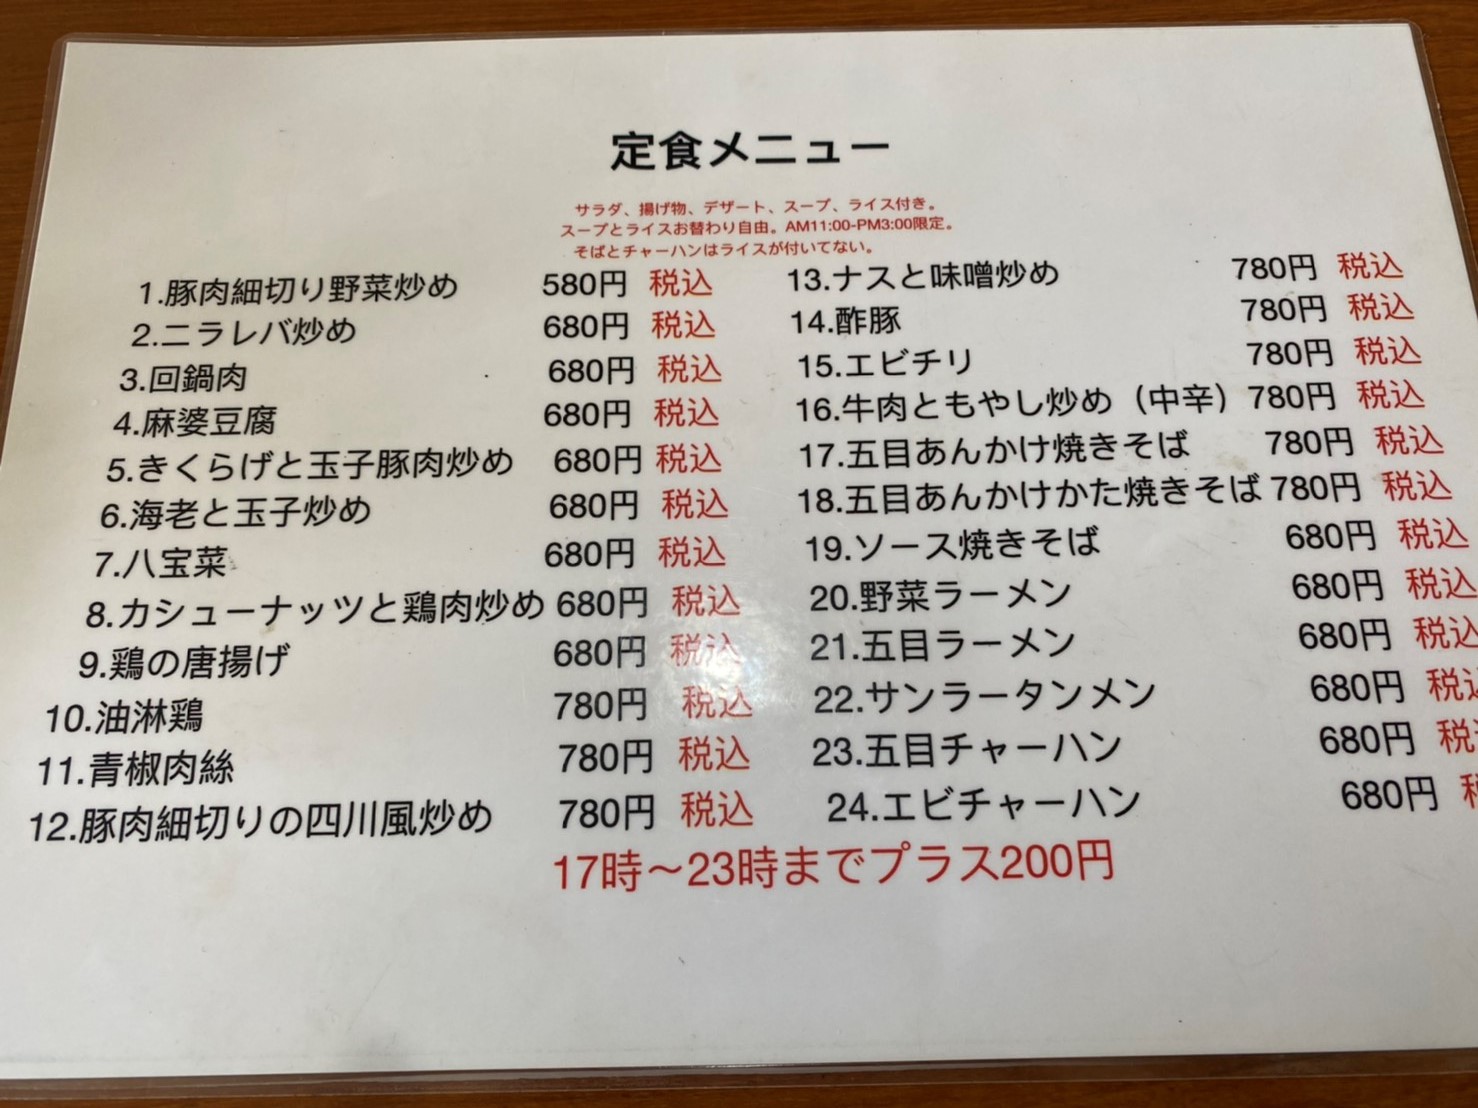 定食メニュー
サラダ、揚げ物、デザート、スープ、ライス付き。
スープとライスお替わり自由。AM11:00-PM3:00限定。
そばとチャーハンはライスが付いてない。
1.豚肉細切り野菜炒め 580円 税込
2.ニラレバ炒め 680円 税込
3.回鍋肉 680円 税込
4.麻婆豆腐 680円 税込
5.きくらげと玉子豚肉炒め 680円 税込
6.海老と玉子炒め 680円 税込
7.八宝菜 680円 税込
8.カシューナッツと鶏肉炒め 680円 税込
9.鶏の唐揚げ 680円 税込
10.油淋鶏 780円 税込
11.青椒肉絲 780円 税込
12.豚肉細切りの四川風炒め 780円 税込
13.ナスと味噌炒め 780円 税込
14.酢豚 780円 税込
15.エビチリ 780円 税込
16.牛肉ともやし炒め（中辛）780円 税込
17.五目あんかけ焼きそば 780円 税込
18.五目あんかけかた焼きそば 780円 税込
19.ソース焼きそば 680円 税込
20.野菜ラーメン 680円 税込
21.五目ラーメン 680円 税込
22.サンラータンメン 680円 税込
23.五目チャーハン 680円 税
24.エビチャーハン 680円
17時～23時までプラス200円